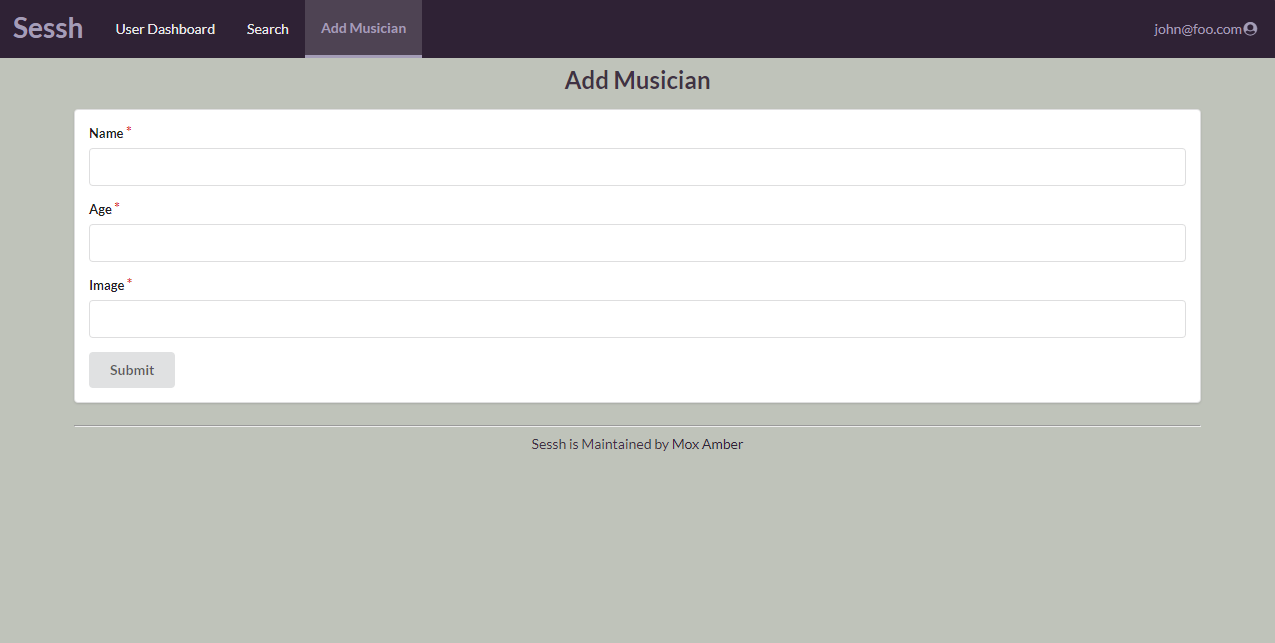 Sessh User Dashboard Search Add Musician john@foo.com
Add Musician
Name *
Age *
Image *
Submit
Sessh is Maintained by Mox Amber